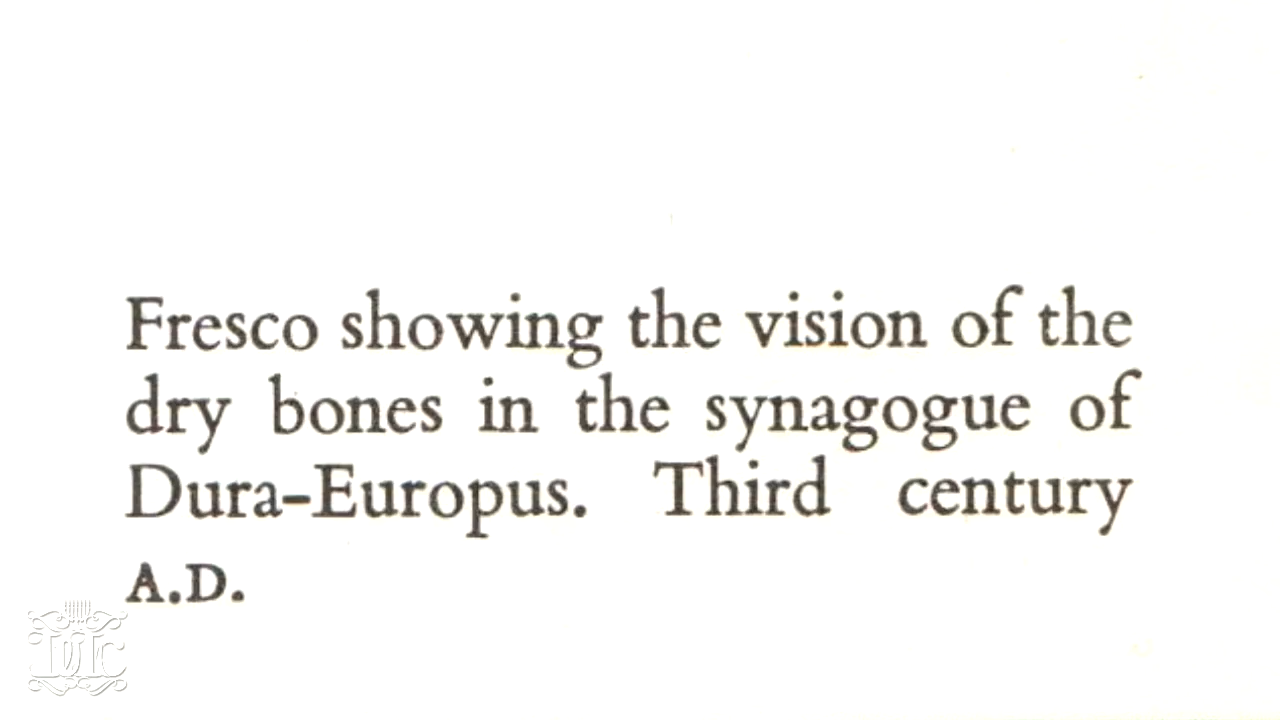 Fresco showing the vision of the
dry bones in the synagogue of
Dura-Europus. Third century
A.D.